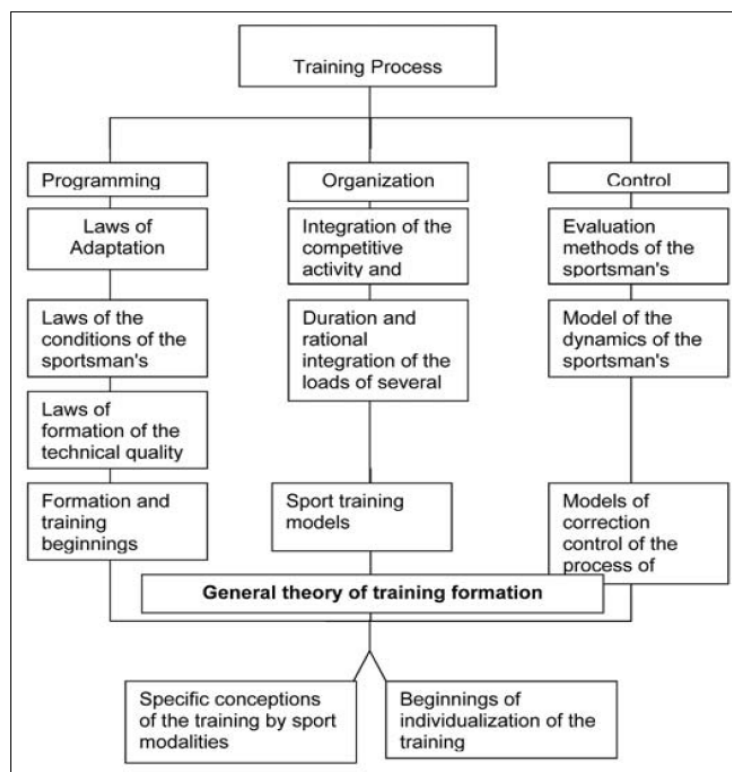 Training Process
Programming
Organization
Control
Laws of
Adaptation
Integration of the
competitive
activity and
Evaluation
methods of the
sportsman's
Laws of the
conditions of the
sportsman's
Duration and
rational
integration of the
loads of several
Model of the
dynamics of the
sportsman's
Laws of
formation of the
technical quality
Formation and
training
beginnings
Sport training
models
Models of
correction
control of the
process of
General theory of training formation
Specific conceptions
of the training by sport
modalities
Beginnings of
individualization of the
training